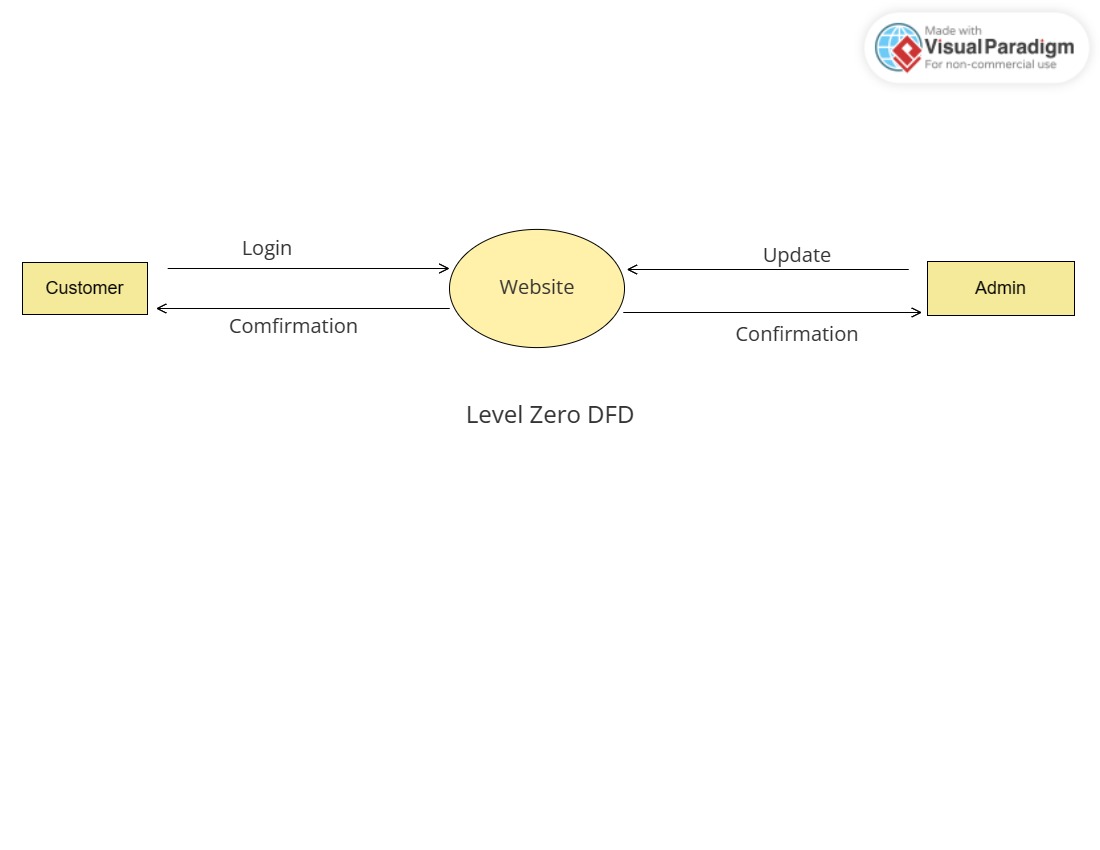 Made with
Visual Paradigm
For non-commercial use
Login
Update
Customer
Website
Admin
Comfirmation
Confirmation
Level Zero DFD